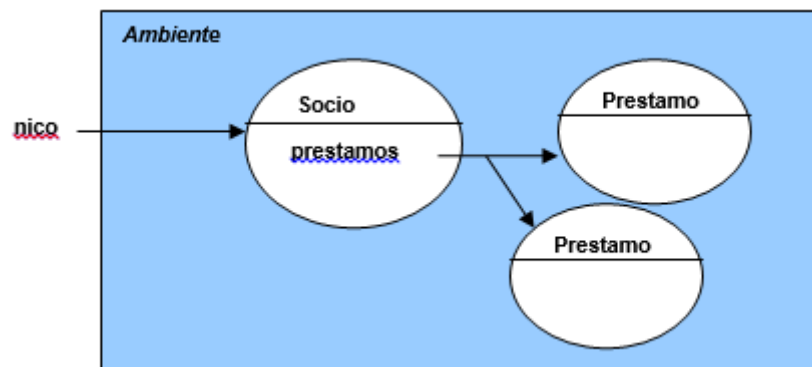 Ambiente
Socio
Prestamo
nico
prestamos
Prestamo